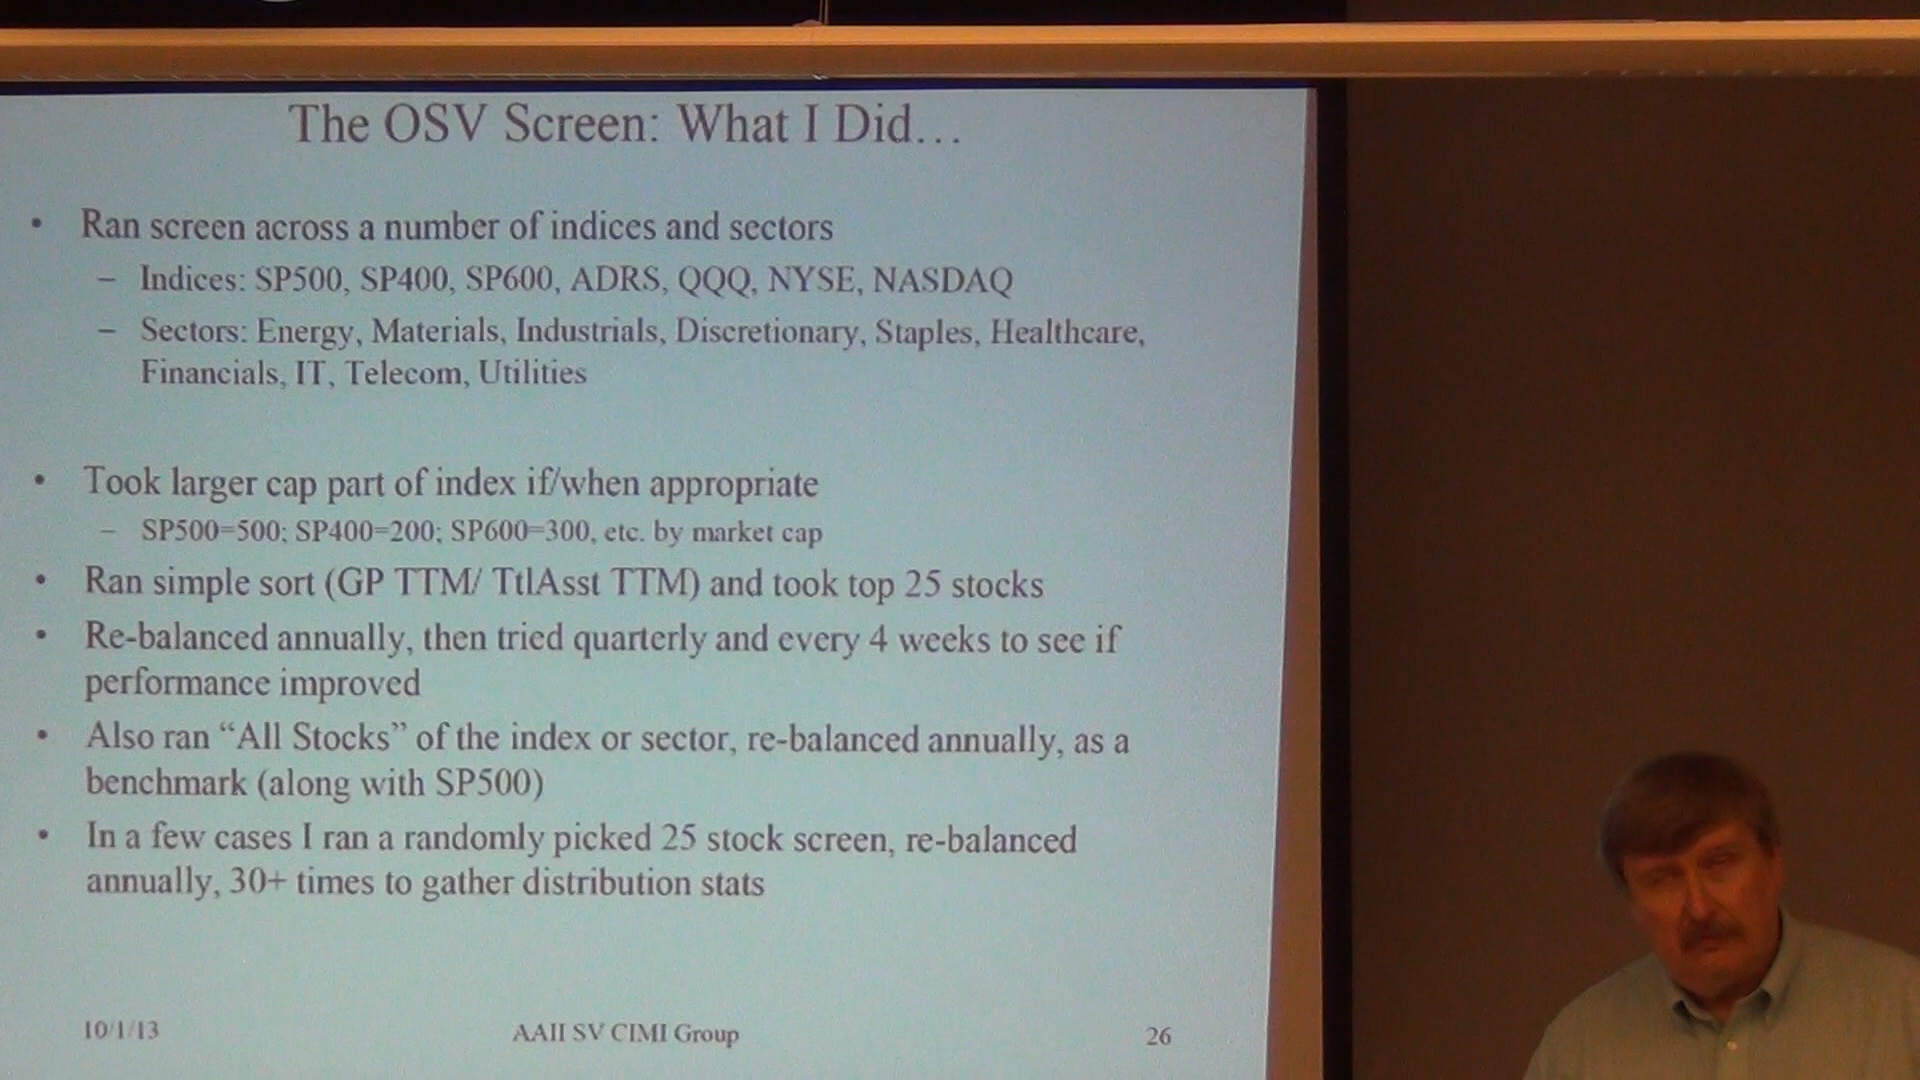 The OSV Screen: What I Did…
• Ran screen across a number of indices and sectors
– Indices: SP500, SP400, SP600, ADRS, QQQ, NYSE, NASDAQ
– Sectors: Energy, Materials, Industrials, Discretionary, Staples, Healthcare,
Financials, IT, Telecom, Utilities
• Took larger cap part of index if/when appropriate
– SP500=500; SP400=200; SP600=300, etc. by market cap
• Ran simple sort (GP TTM/ TtlAsst TTM) and took top 25 stocks
• Re-balanced annually, then tried quarterly and every 4 weeks to see if
performance improved
• Also ran “All Stocks” of the index or sector, re-balanced annually, as a
benchmark (along with SP500)
• In a few cases I ran a randomly picked 25 stock screen, re-balanced
annually, 30+ times to gather distribution stats
10/1/13 AAII SV CIMI Group 26